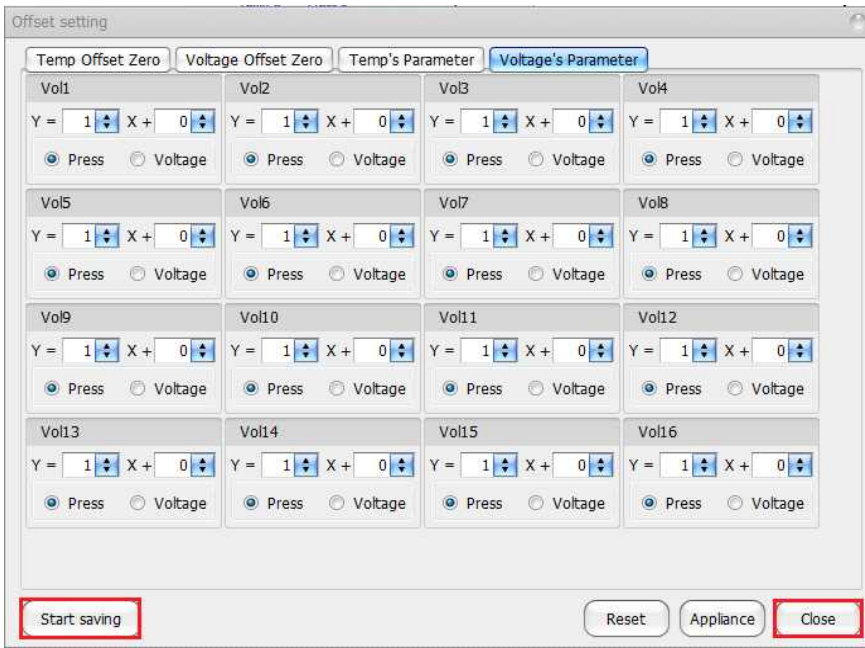 Offset setting
Temp Offset Zero Voltage Offset Zero Temp's Parameter Voltage's Parameter
Vol1 Vol2 Vol3 Vol4
Y = 1 X + 0 Y = 1 X + 0 Y = 1 X + 0 Y = 1 X + 0
Press Voltage Press Voltage Press Voltage Press Voltage
Vol5 Vol6 Vol7 Vol8
Y = 1 X + 0 Y = 1 X + 0 Y = 1 X + 0 Y = 1 X + 0
Press Voltage Press Voltage Press Voltage Press Voltage
Vol9 Vol10 Vol11 Vol12
Y = 1 X + 0 Y = 1 X + 0 Y = 1 X + 0 Y = 1 X + 0
Press Voltage Press Voltage Press Voltage Press Voltage
Vol13 Vol14 Vol15 Vol16
Y = 1 X + 0 Y = 1 X + 0 Y = 1 X + 0 Y = 1 X + 0
Press Voltage Press Voltage Press Voltage Press Voltage
Start saving Reset Appliance Close